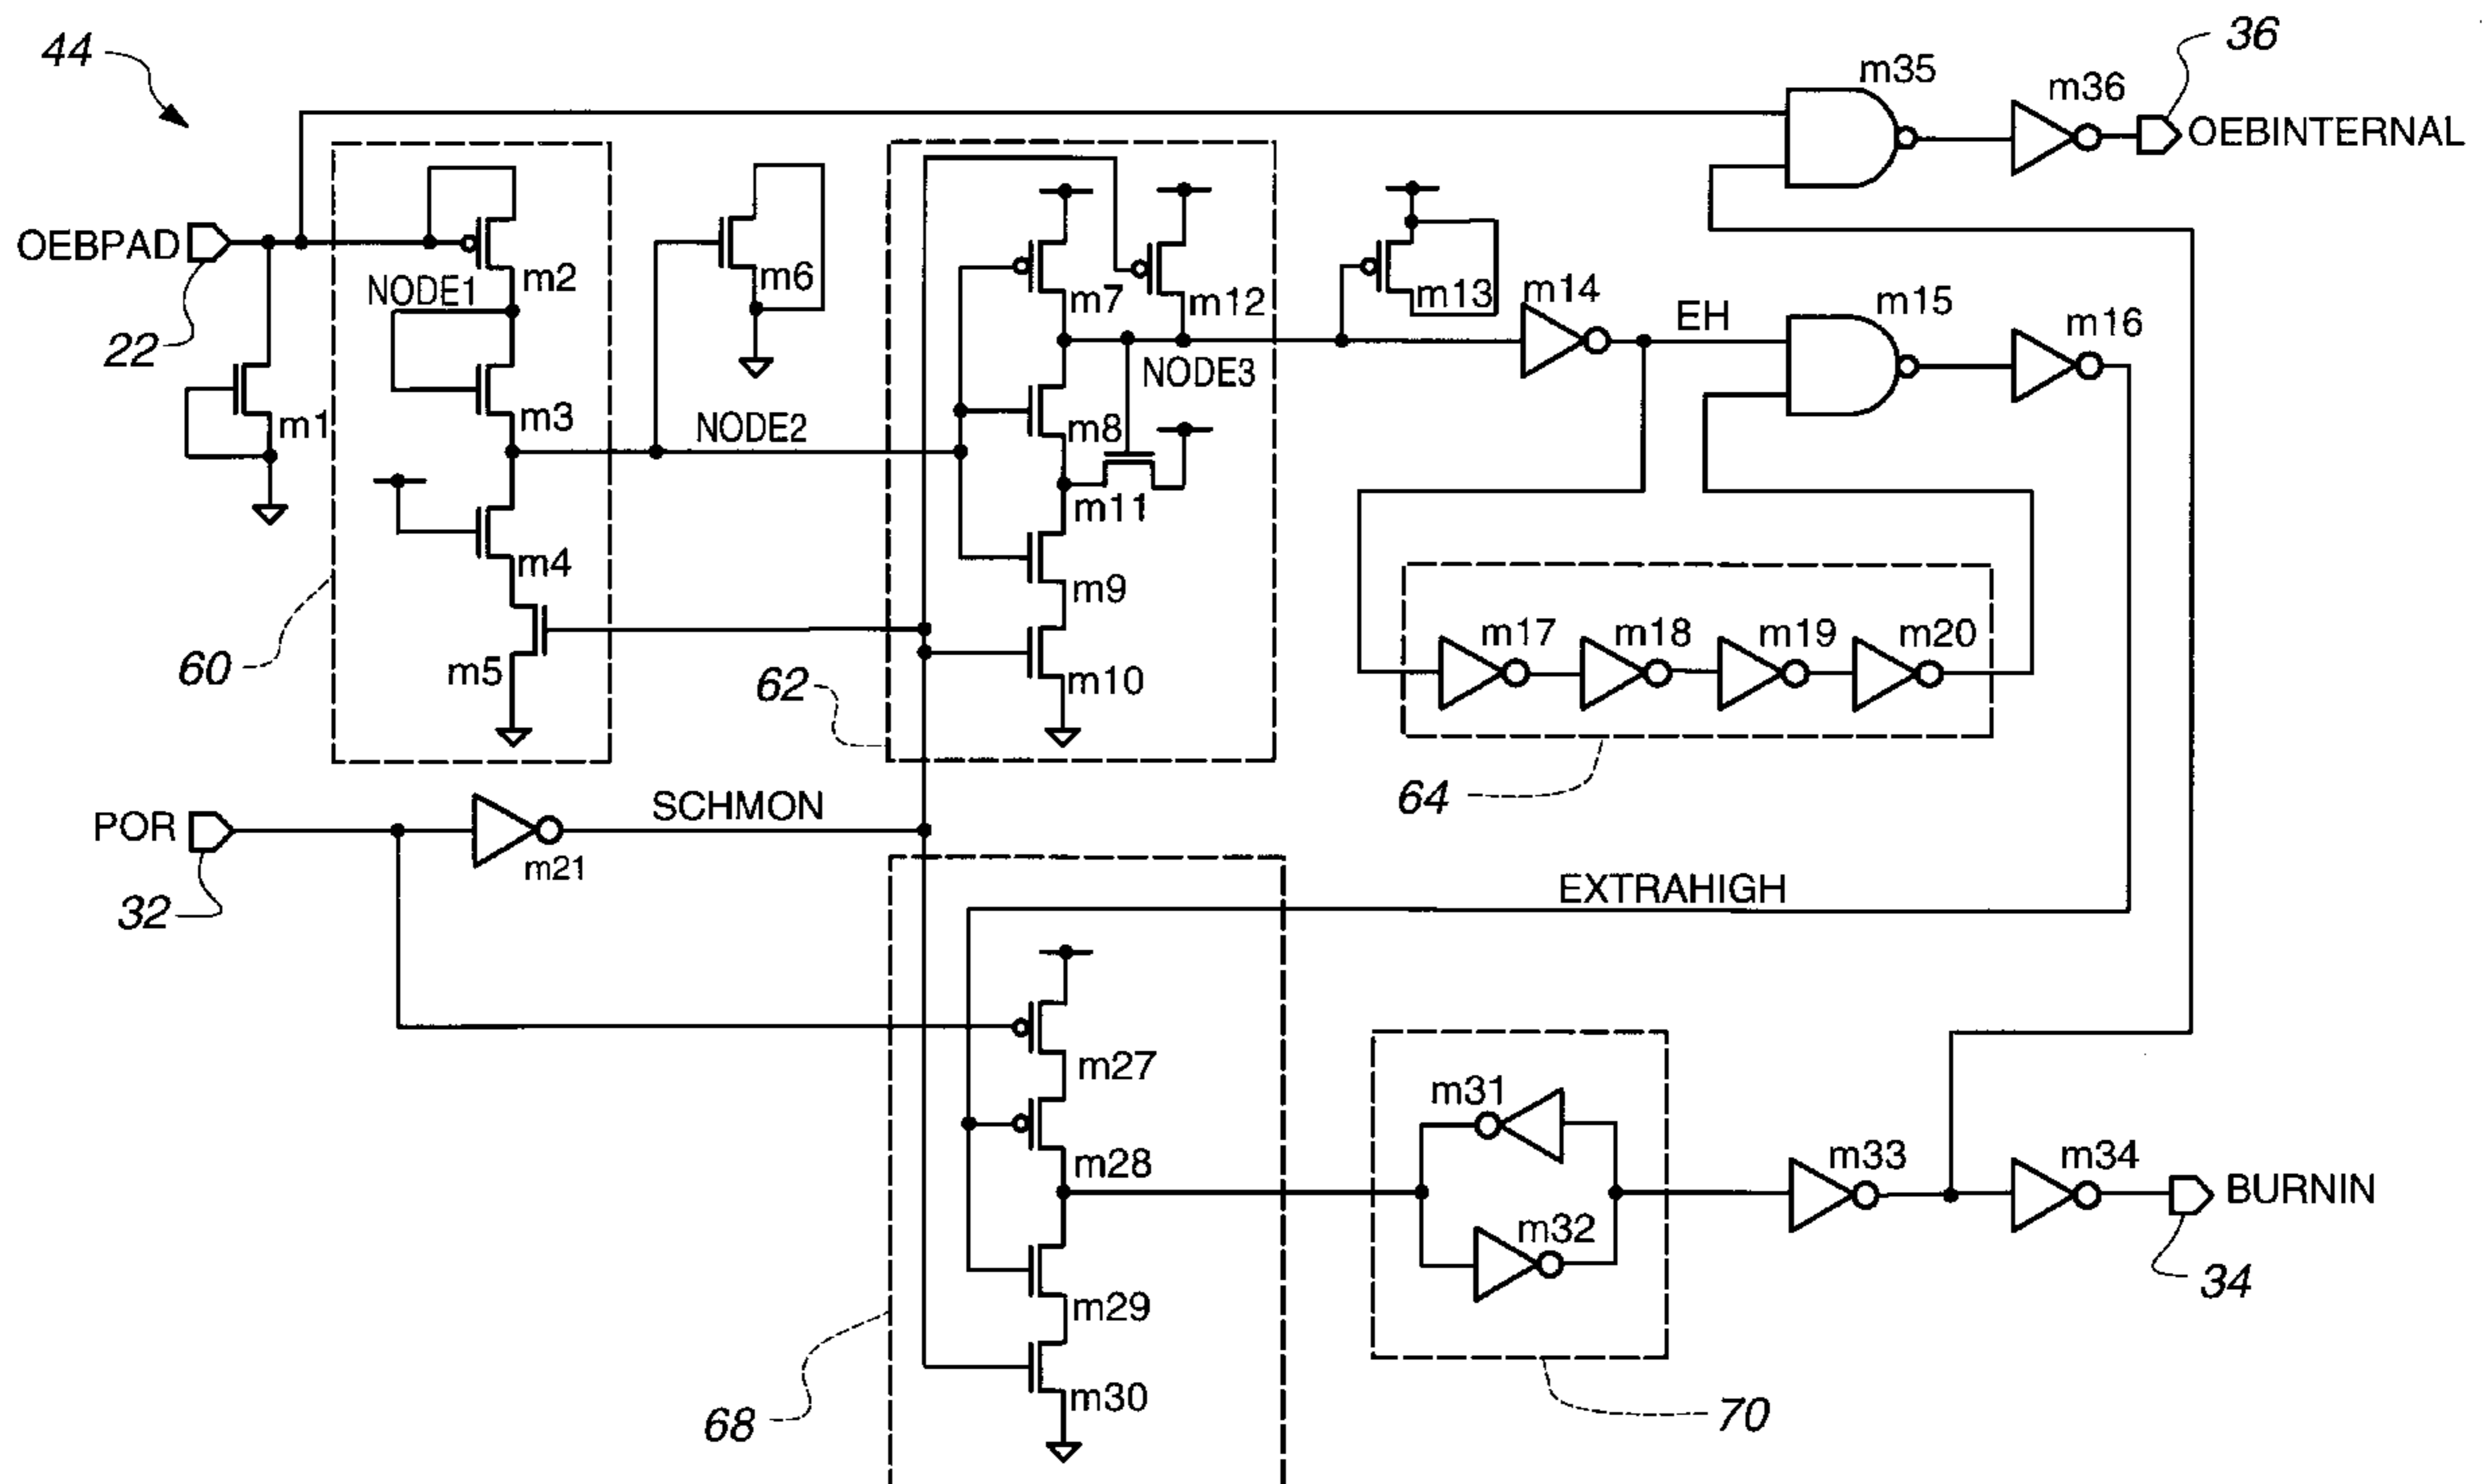 44
36
m35
m36
OEBINTERNAL
OEBPAD
22
m1
m2
NODE1
m3
m4
m5
60
m6
NODE2
m7
m12
m8
NODE3
m11
m9
m10
62
m13
m14
EH
m15
m16
m17
m18
m19
m20
64
POR
32
m21
SCHMON
EXTRAHIGH
m27
m28
m29
m30
68
m31
m32
70
m33
m34
BURNIN
34